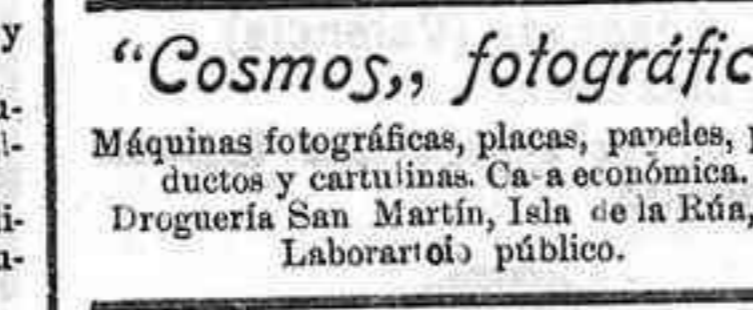 y
u-
l-
i-
u-
“Cosmos„ fotográfic
Máquinas fotográficas, placas, papeles, p
ductos y cartulinas. Ca-a económica.
Droguería San Martín, Isla de la Rúa,
Laborartoio público.